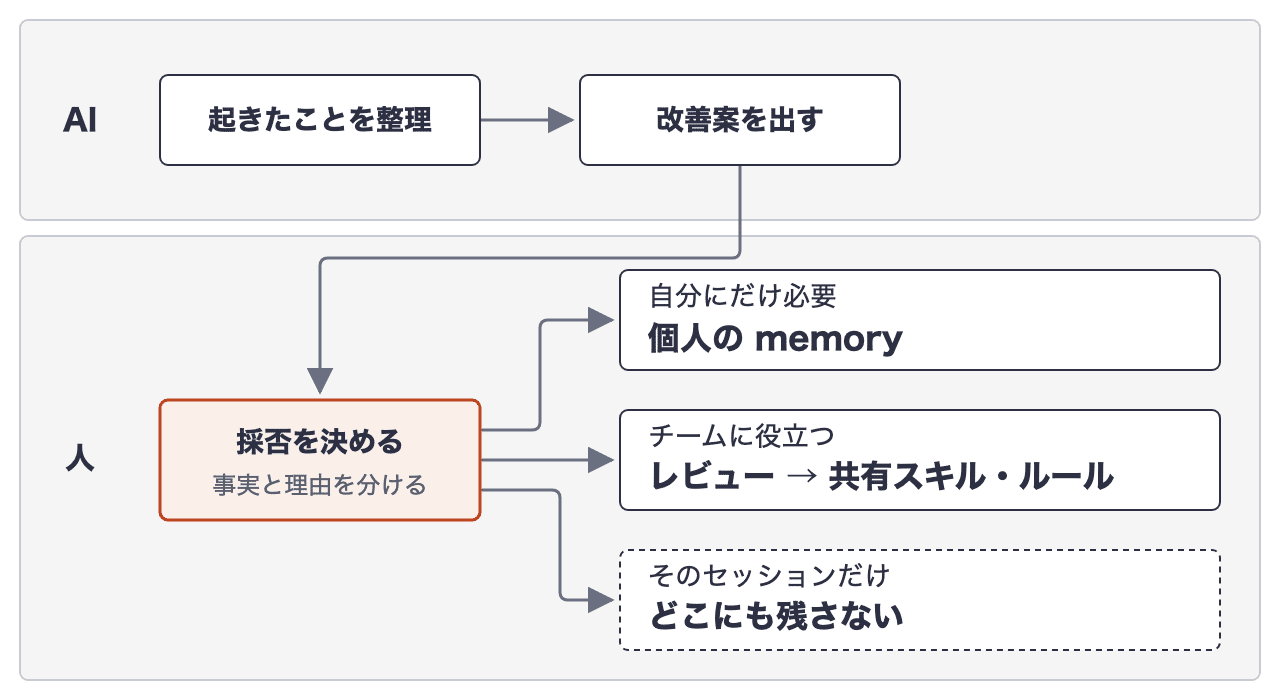 AI
起きたことを整理
改善案を出す
人
採否を決める
事実と理由を分ける
自分にだけ必要
個人の memory
チームに役立つ
レビュー → 共有スキル・ルール
そのセッションだけ
どこにも残さない